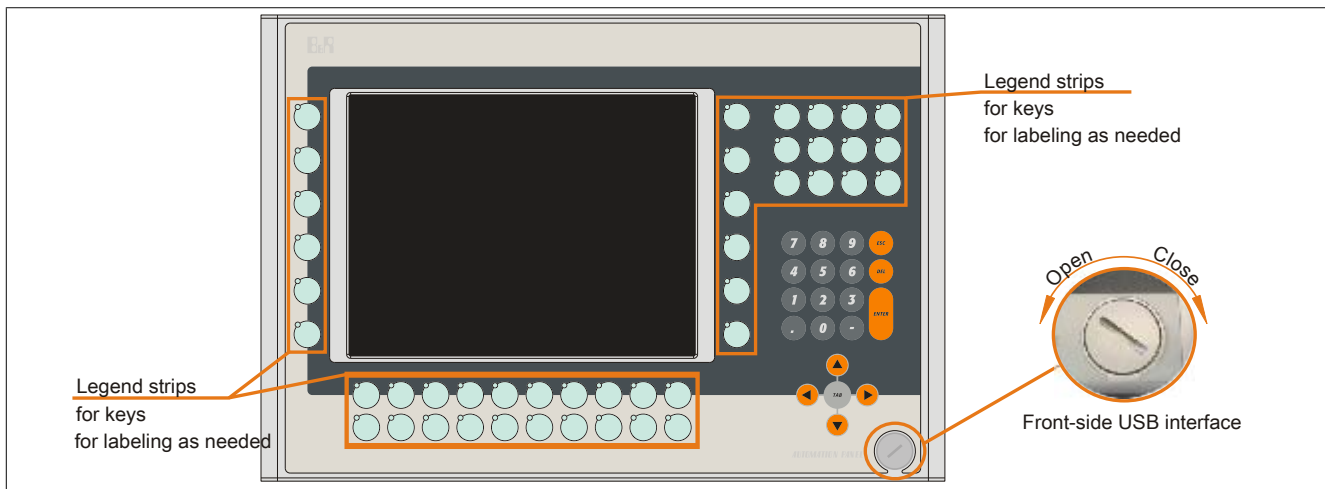 B&R
Legend strips
for keys
for labeling as needed
7 8 9 ESC
4 5 6 DEL
1 2 3
ENTER
. 0 -
TAB
Open
Close
Legend strips
for keys
for labeling as needed
Front-side USB interface